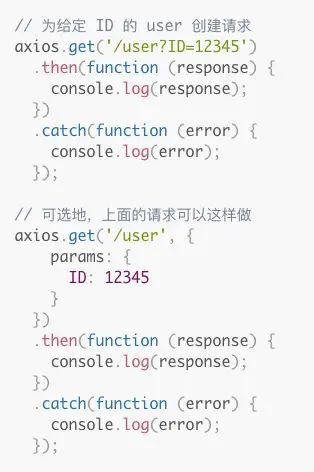 // 为给定 ID 的 user 创建请求
axios.get('/user?ID=12345')
  .then(function (response) {
    console.log(response);
  })
  .catch(function (error) {
    console.log(error);
  });

// 可选地，上面的请求可以这样做
axios.get('/user', {
    params: {
      ID: 12345
    }
  })
  .then(function (response) {
    console.log(response);
  })
  .catch(function (error) {
    console.log(error);
  });